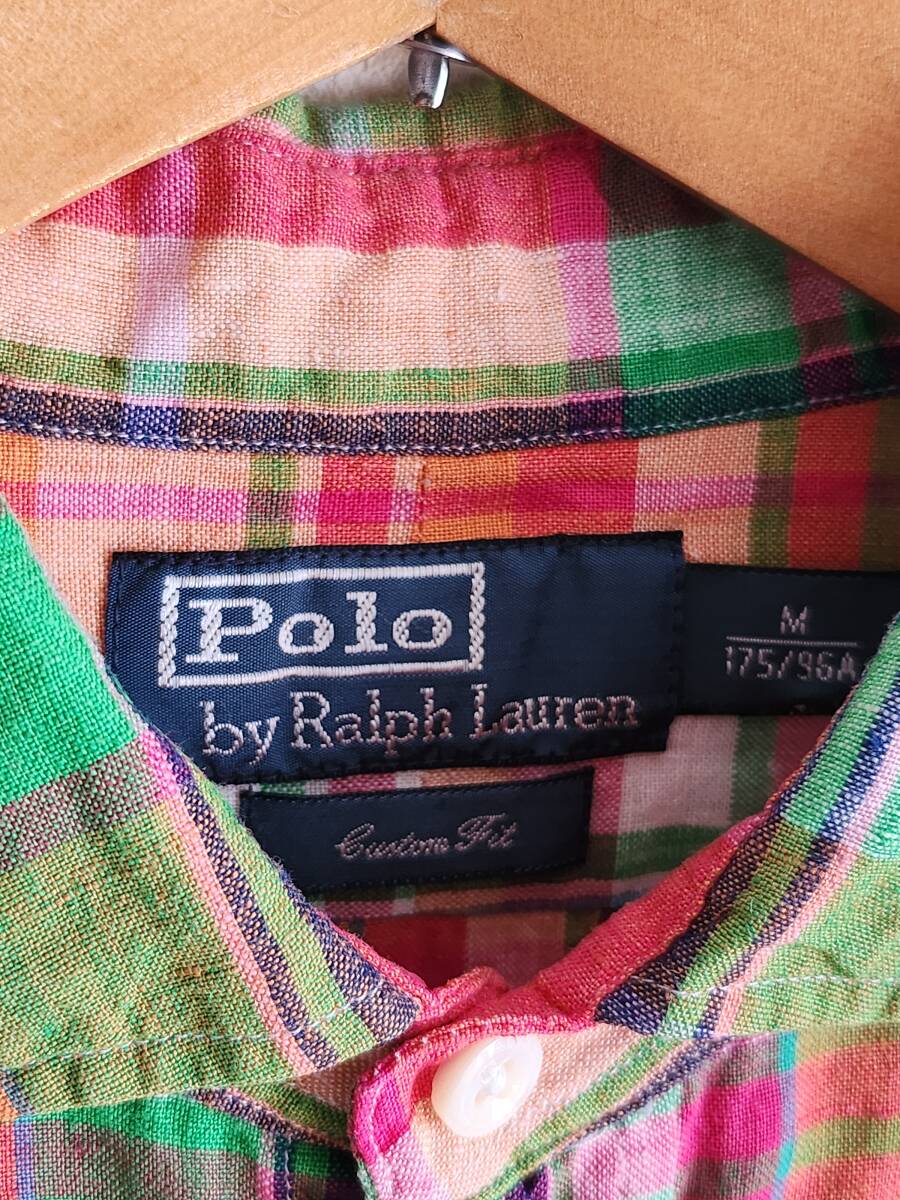 Polo
by Ralph Lauren
M
175/96A
Custom Fit